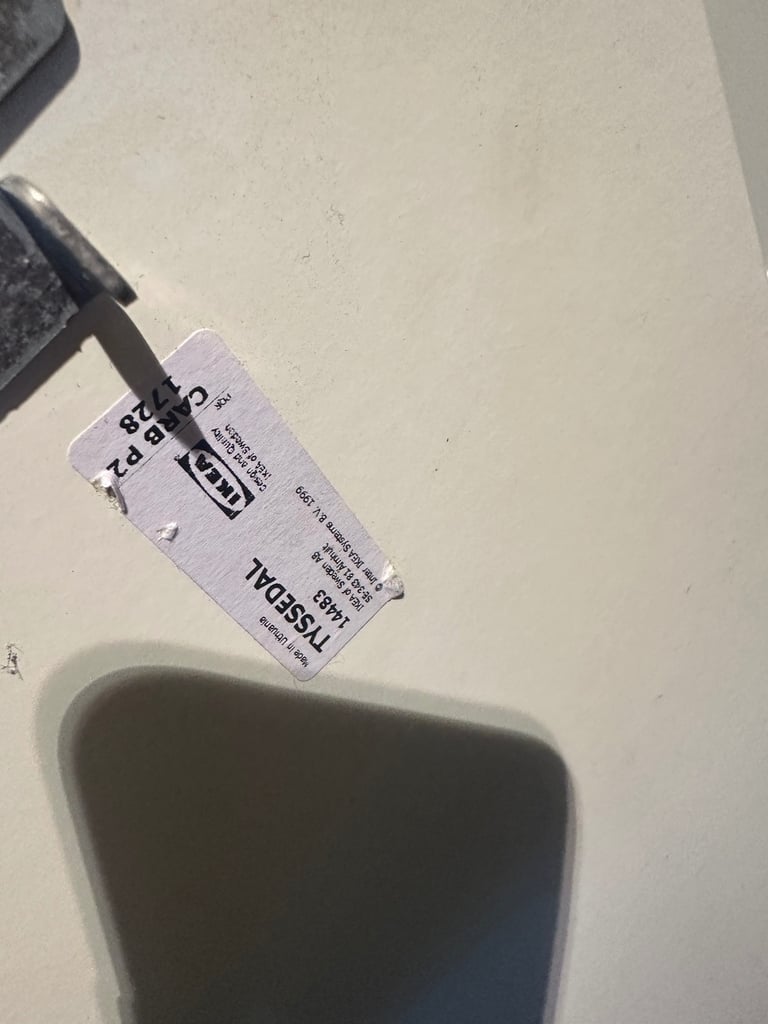 Made in Lithuania
TYSSEDAL
14483
IKEA of Sweden AB
SE-343 81 Älmhult
© Inter IKEA Systems B.V. 1999
IKEA
Design and Quality
IKEA of Sweden
1728
CARB P2